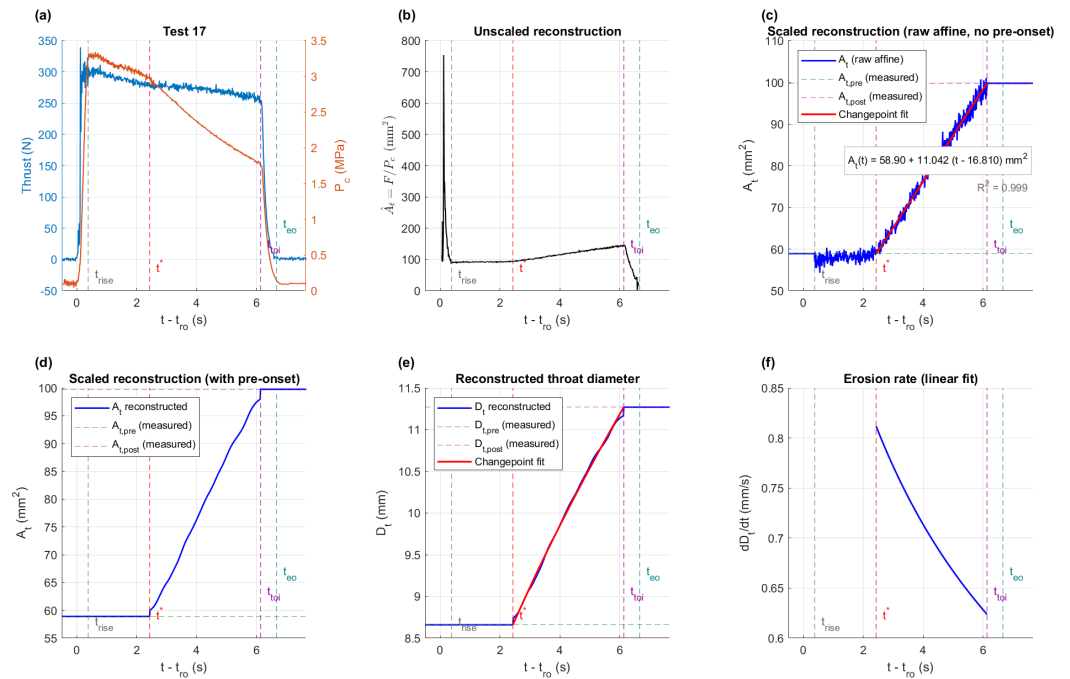 (a)
Test 17
350
300
250
200
150
100
50
0
-50
Thrust (N)
3.5
3
2.5
2
1.5
1
0.5
0
P_c (MPa)
t_rise
t*
t_toi
t_eo
0 2 4 6
t - t_ro (s)
(b)
Unscaled reconstruction
800
700
600
500
400
300
200
100
0
Â_t = F/P_c (mm²)
t_rise
t*
t_toi
t_eo
0 2 4 6
t - t_ro (s)
(c)
Scaled reconstruction (raw affine, no pre-onset)
110
100
90
80
70
60
50
A_t (mm²)
A_t (raw affine)
A_t,pre (measured)
A_t,post (measured)
Changepoint fit
A_t(t) = 58.90 + 11.042 (t - 16.810) mm²
R² = 0.999
t_rise
t*
t_toi
t_eo
0 2 4 6
t - t_ro (s)
(d)
Scaled reconstruction (with pre-onset)
100
95
90
85
80
75
70
65
60
55
A_t (mm²)
A_t reconstructed
A_t,pre (measured)
A_t,post (measured)
t_rise
t*
t_toi
t_eo
0 2 4 6
t - t_ro (s)
(e)
Reconstructed throat diameter
11.5
11
10.5
10
9.5
9
8.5
D_t (mm)
D_t reconstructed
D_t,pre (measured)
D_t,post (measured)
Changepoint fit
t_rise
t*
t_toi
t_eo
0 2 4 6
t - t_ro (s)
(f)
Erosion rate (linear fit)
0.85
0.8
0.75
0.7
0.65
0.6
dD_t/dt (mm/s)
t_rise
t*
t_toi
t_eo
0 2 4 6
t - t_ro (s)